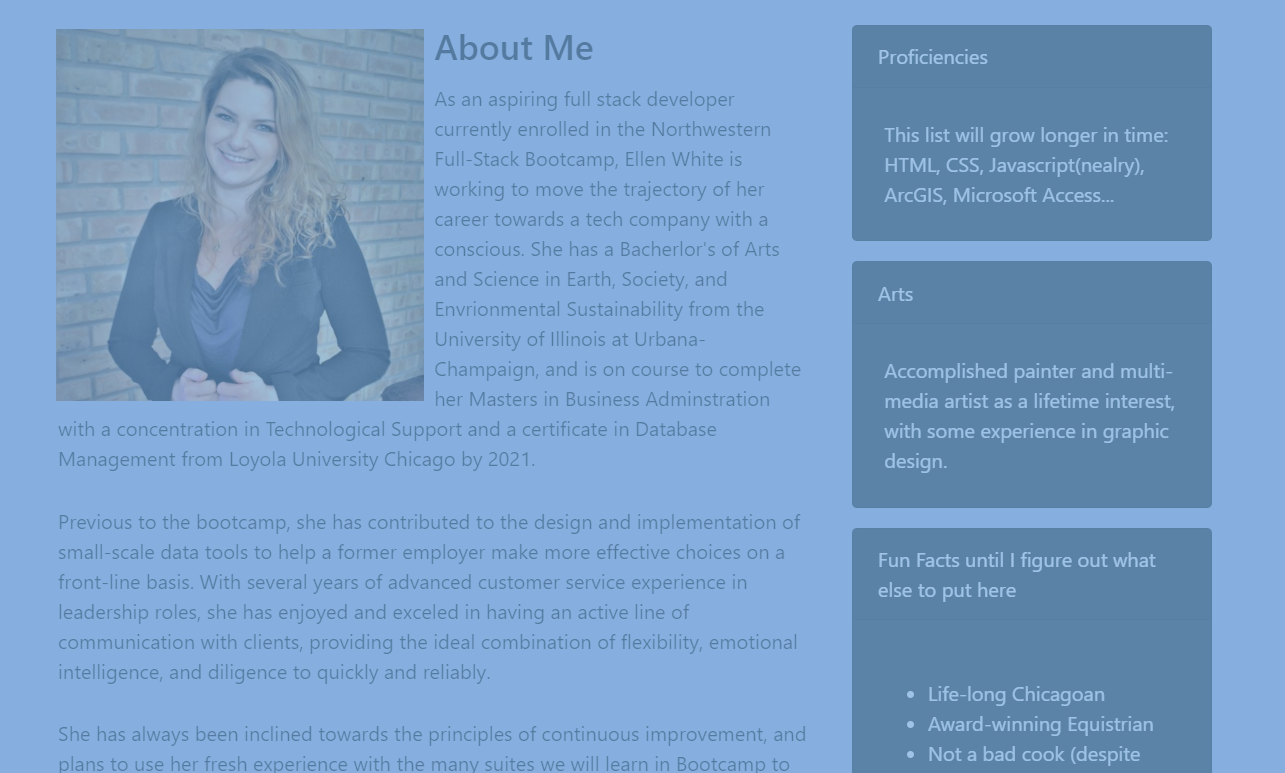 About Me
As an aspiring full stack developer
currently enrolled in the Northwestern
Full-Stack Bootcamp, Ellen White is
working to move the trajectory of her
career towards a tech company with a
conscious. She has a Bacherlor's of Arts
and Science in Earth, Society, and
Envrionmental Sustainability from the
University of Illinois at Urbana-
Champaign, and is on course to complete
her Masters in Business Adminstration
with a concentration in Technological Support and a certificate in Database
Management from Loyola University Chicago by 2021.
Previous to the bootcamp, she has contributed to the design and implementation of
small-scale data tools to help a former employer make more effective choices on a
front-line basis. With several years of advanced customer service experience in
leadership roles, she has enjoyed and exceled in having an active line of
communication with clients, providing the ideal combination of flexibility, emotional
intelligence, and diligence to quickly and reliably.
She has always been inclined towards the principles of continuous improvement, and
plans to use her fresh experience with the many suites we will learn in Bootcamp to
Proficiencies
This list will grow longer in time:
HTML, CSS, Javascript(nealry),
ArcGIS, Microsoft Access...
Arts
Accomplished painter and multi-
media artist as a lifetime interest,
with some experience in graphic
design.
Fun Facts until I figure out what
else to put here
• Life-long Chicagoan
• Award-winning Equistrian
• Not a bad cook (despite